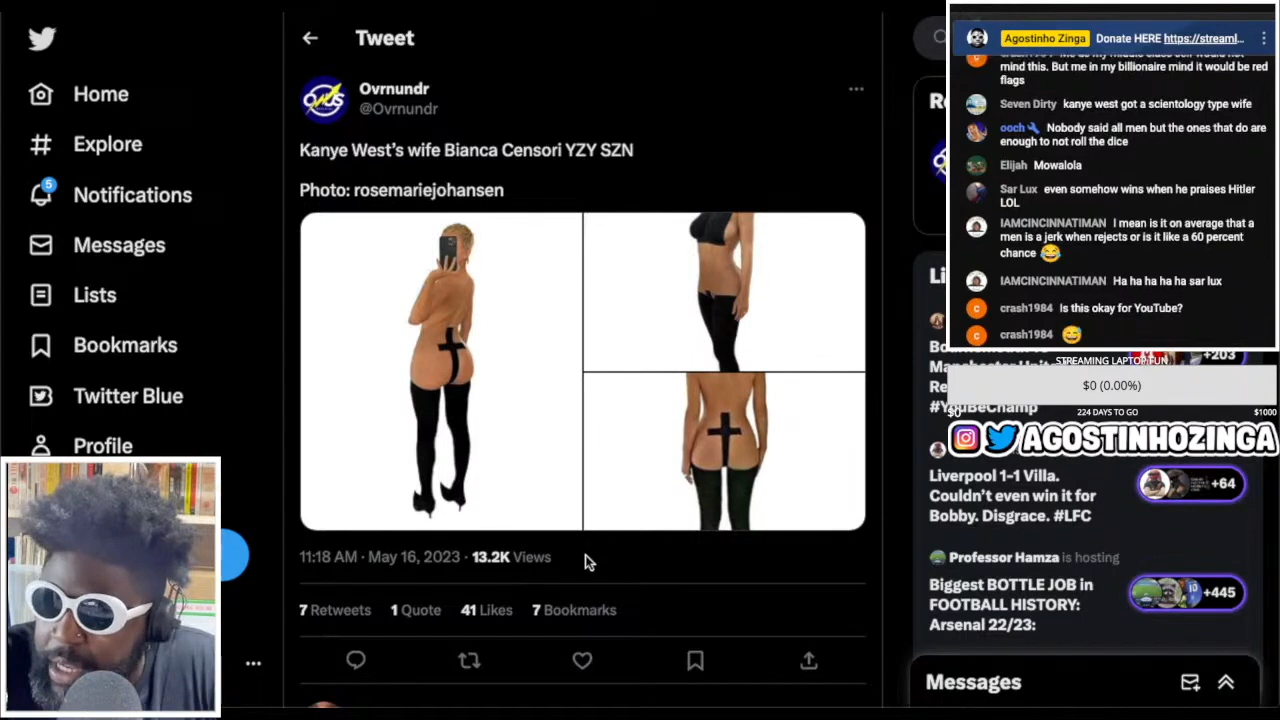 Tweet
Home
Explore
5
Notifications
Messages
Lists
Bookmarks
Twitter Blue
Profile
Ovrnundr
@Ovrnundr
Kanye West's wife Bianca Censori YZY SZN
Photo: rosemariejohansen
11:18 AM · May 16, 2023 · 13.2K Views
7 Retweets 1 Quote 41 Likes 7 Bookmarks
Agostinho Zinga Donate HERE https://streaml...
mind this. But me in my billionaire mind it would be red
flags
Seven Dirty kanye west got a scientology type wife
ooch Nobody said all men but the ones that do are
enough to not roll the dice
Elijah Mowalola
Sar Lux even somehow wins when he praises Hitler
LOL
IAMCINCINNATIMAN I mean is it on average that a
men is a jerk when rejects or is it like a 60 percent
chance 😂
IAMCINCINNATIMAN Ha ha ha ha ha sar lux
crash1984 Is this okay for YouTube?
crash1984 😅
STREAMING LAPTOP FUN
+203
$0 (0.00%)
$0 224 DAYS TO GO $1000
#YouBeChamp
AGOSTINHOZINGA
Liverpool 1-1 Villa.
Couldn't even win it for
Bobby. Disgrace. #LFC
+64
Professor Hamza is hosting
Biggest BOTTLE JOB in
FOOTBALL HISTORY:
Arsenal 22/23:
+445
Messages